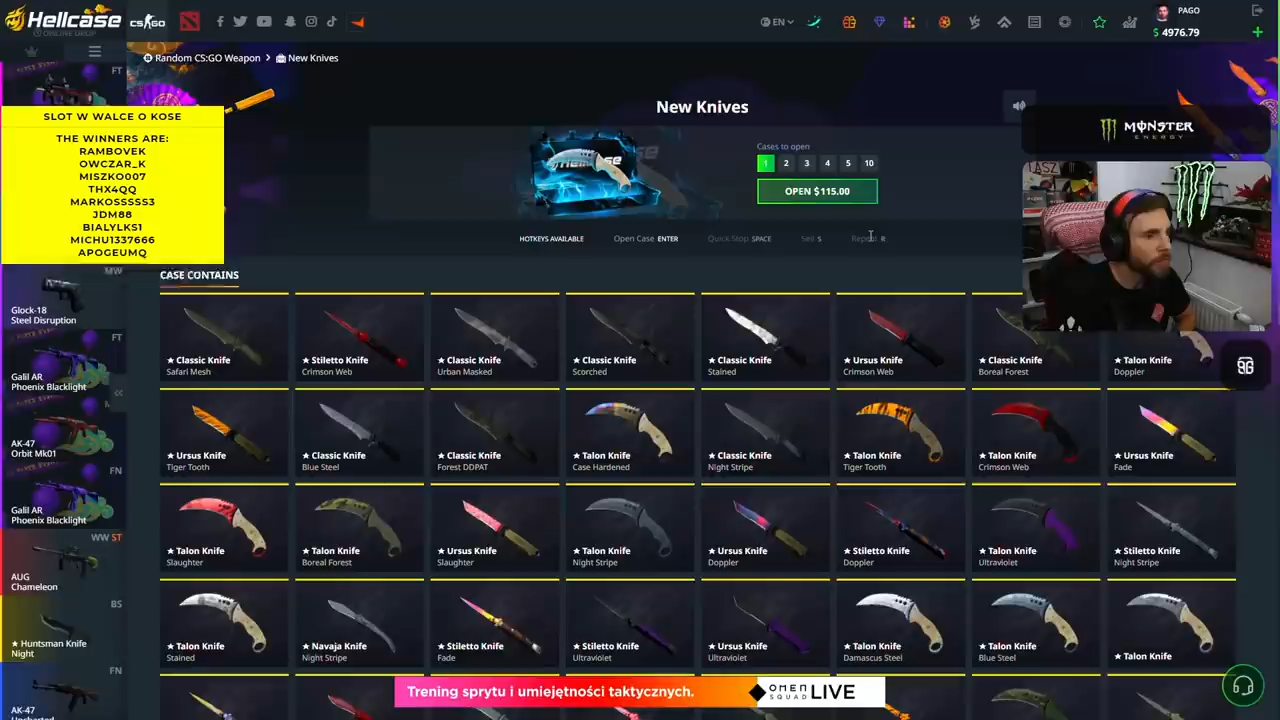 Hellcase
ONLINE DROP
CS:GO
EN
PAGO
$ 4976.79
Random CS:GO Weapon > New Knives
FT
SLOT W WALCE O KOSE
THE WINNERS ARE:
RAMBOVEK
OWCZAR_K
MISZKO007
THX4QQ
MARKOSSSSS3
JDM88
BIALYLKS1
MICHU1337666
APOGEUMQ
MW
Glock-18
Steel Disruption
FT
Galil AR
Phoenix Blacklight
AK-47
Orbit Mk01
FN
Galil AR
Phoenix Blacklight
WW ST
AUG
Chameleon
BS
★ Huntsman Knife
Night
FN
AK-47
Uncharted
New Knives
Cases to open
1 2 3 4 5 10
OPEN $115.00
HOTKEYS AVAILABLE Open Case ENTER Quick Stop SPACE Sell S Repeat R
MONSTER
ENERGY
CASE CONTAINS
★ Classic Knife
Safari Mesh
★ Stiletto Knife
Crimson Web
★ Classic Knife
Urban Masked
★ Classic Knife
Scorched
★ Classic Knife
Stained
★ Ursus Knife
Crimson Web
★ Classic Knife
Boreal Forest
★ Talon Knife
Doppler
★ Ursus Knife
Tiger Tooth
★ Classic Knife
Blue Steel
★ Classic Knife
Forest DDPAT
★ Talon Knife
Case Hardened
★ Classic Knife
Night Stripe
★ Talon Knife
Tiger Tooth
★ Talon Knife
Crimson Web
★ Ursus Knife
Fade
★ Talon Knife
Slaughter
★ Talon Knife
Boreal Forest
★ Ursus Knife
Slaughter
★ Talon Knife
Night Stripe
★ Ursus Knife
Doppler
★ Stiletto Knife
Doppler
★ Talon Knife
Ultraviolet
★ Stiletto Knife
Night Stripe
★ Talon Knife
Stained
★ Navaja Knife
Night Stripe
★ Stiletto Knife
Fade
★ Stiletto Knife
Ultraviolet
★ Ursus Knife
Ultraviolet
★ Talon Knife
Damascus Steel
★ Talon Knife
Blue Steel
★ Talon Knife
Trening sprytu i umiejętności taktycznych.
OMEN
SQUAD LIVE